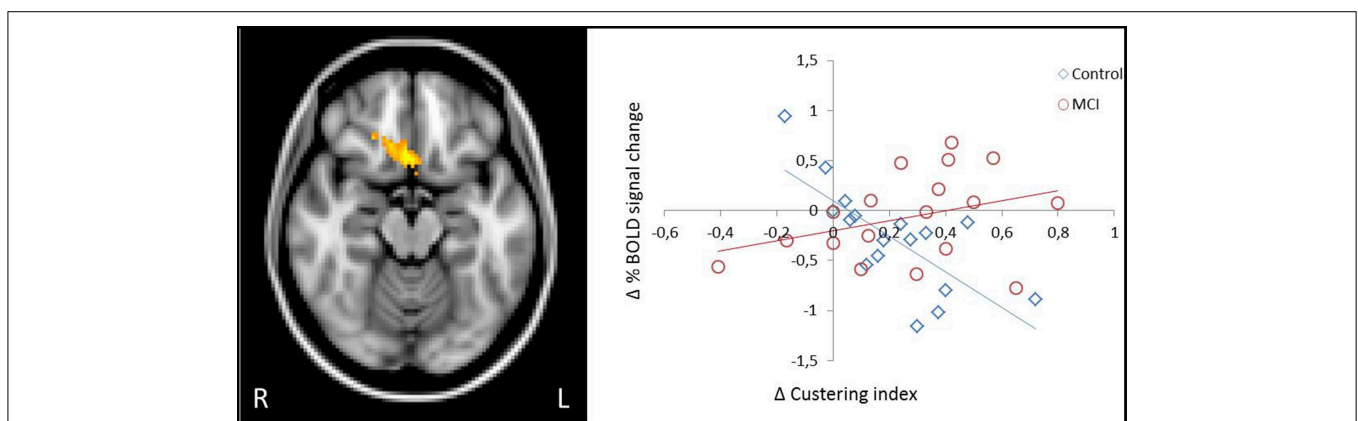 R
L
1,5
1
0,5
0
-0,5
-1
-1,5
-0,6
-0,4
-0,2
0
0,2
0,4
0,6
0,8
1
Δ % BOLD signal change
Δ Custering index
Control
MCI